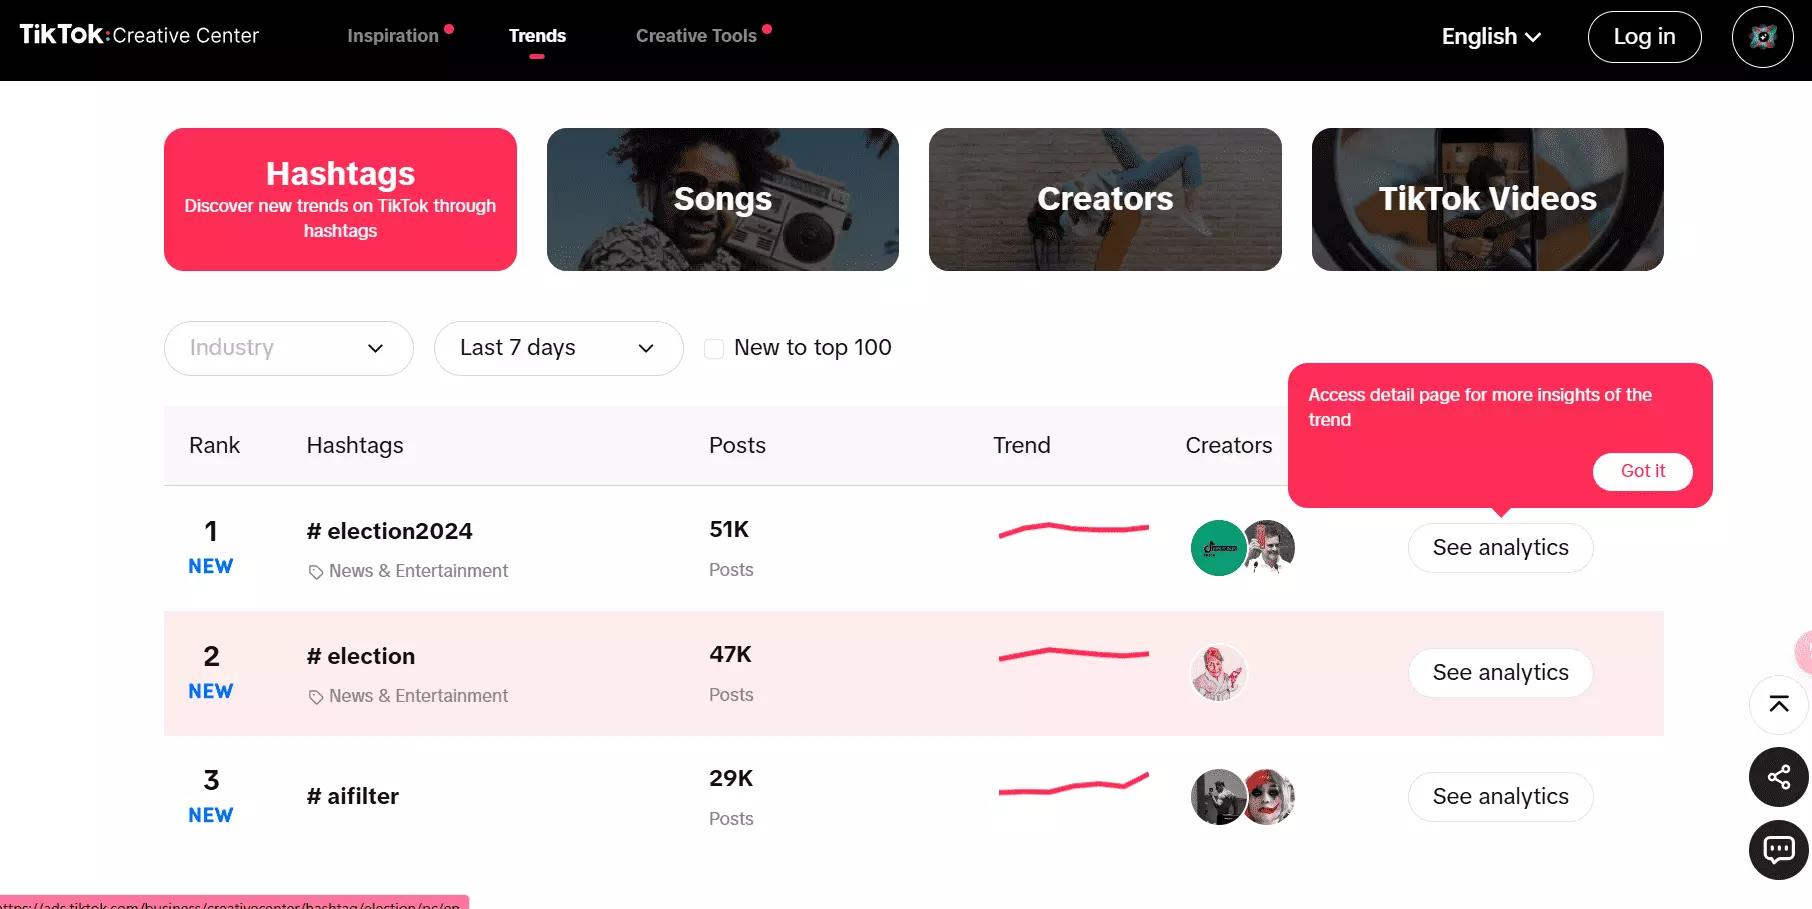 TikTok:Creative Center
Inspiration
Trends
Creative Tools
English
Log in
Hashtags
Discover new trends on TikTok through
hashtags
Songs
Creators
TikTok Videos
Industry
Last 7 days
New to top 100
Access detail page for more insights of the
trend
Got it
Rank
Hashtags
Posts
Trend
Creators
1
NEW
# election2024
News & Entertainment
51K
Posts
See analytics
2
NEW
# election
News & Entertainment
47K
Posts
See analytics
3
NEW
# aifilter
29K
Posts
See analytics
https://ads.tiktok.com/business/creativecenter/hashtag/election/pc/en